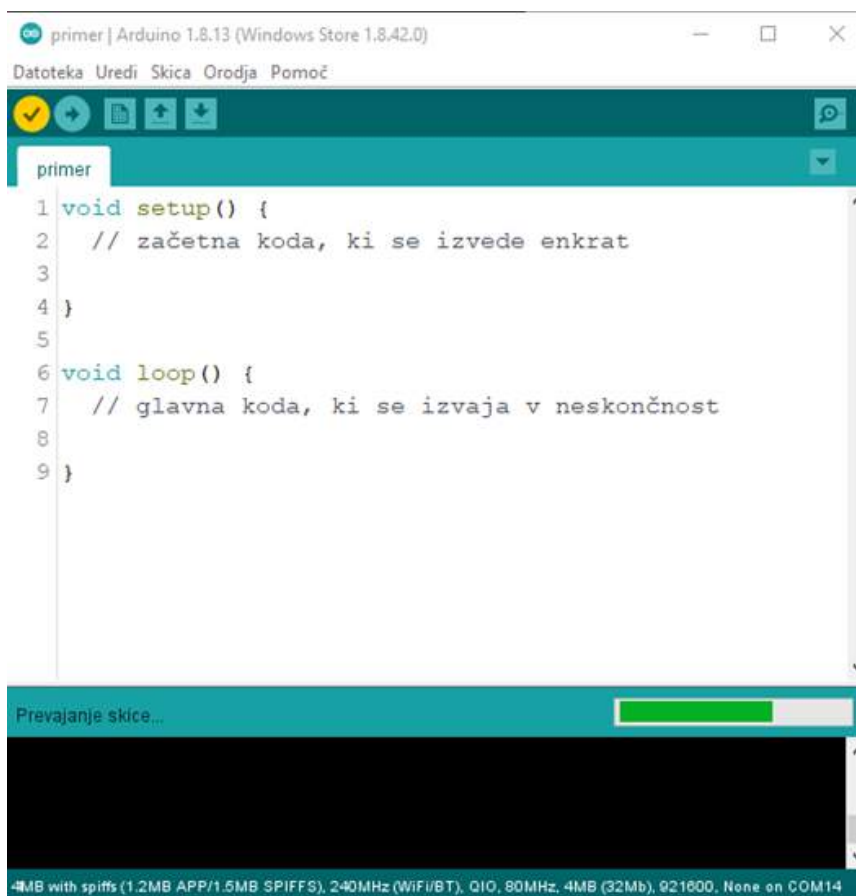 primer | Arduino 1.8.13 (Windows Store 1.8.42.0)
Datoteka Uredi Skica Orodja Pomoč
primer
1 void setup() {
2 // začetna koda, ki se izvede enkrat
3
4 }
5
6 void loop() {
7 // glavna koda, ki se izvaja v neskončnost
8
9 }
Prevajanje skice...
4MB with spiffs (1.2MB APP/1.5MB SPIFFS), 240MHz (WiFi/BT), QIO, 80MHz, 4MB (32Mb), 921600, None on COM14